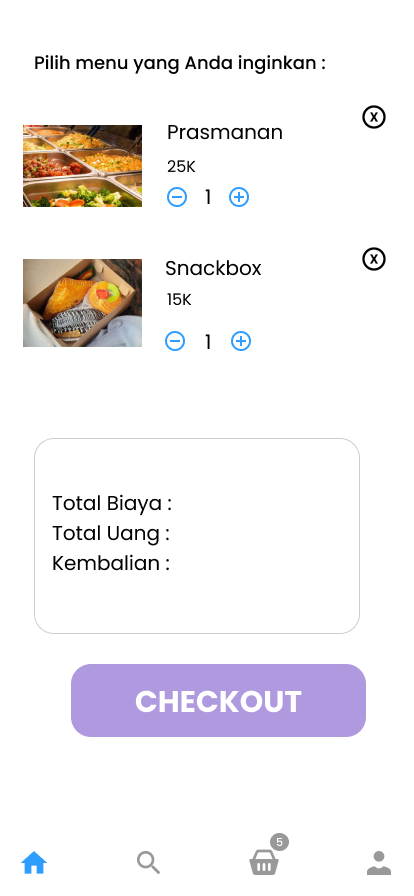 Pilih menu yang Anda inginkan :
X
Prasmanan
25K
1
X
Snackbox
15K
1
Total Biaya :
Total Uang :
Kembalian :
CHECKOUT
5